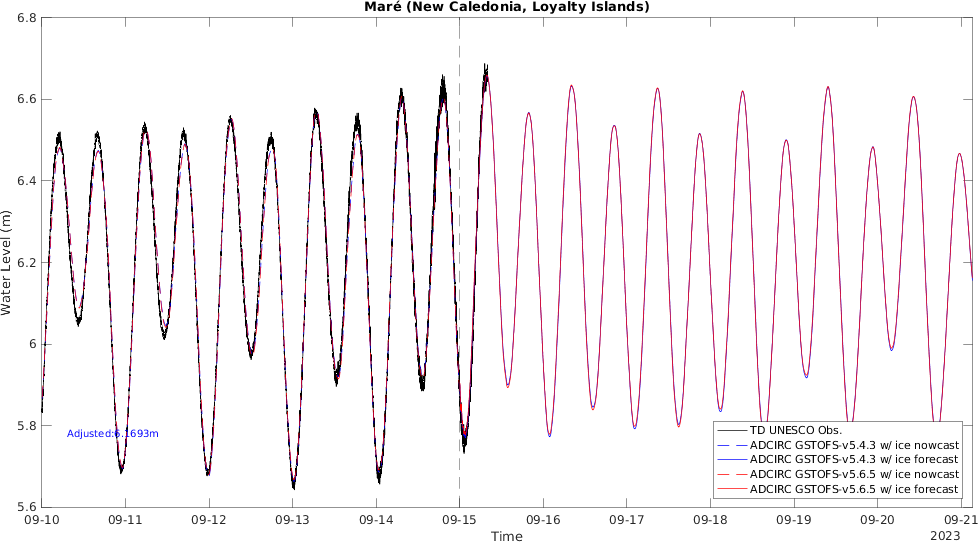 Maré (New Caledonia, Loyalty Islands)
6.8
6.6
6.4
6.2
6
5.8
5.6
Water Level (m)
Adjusted:6.1693m
TD UNESCO Obs.
ADCIRC GSTOFS-v5.4.3 w/ ice nowcast
ADCIRC GSTOFS-v5.4.3 w/ ice forecast
ADCIRC GSTOFS-v5.6.5 w/ ice nowcast
ADCIRC GSTOFS-v5.6.5 w/ ice forecast
09-10 09-11 09-12 09-13 09-14 09-15 09-16 09-17 09-18 09-19 09-20 09-21
Time
2023